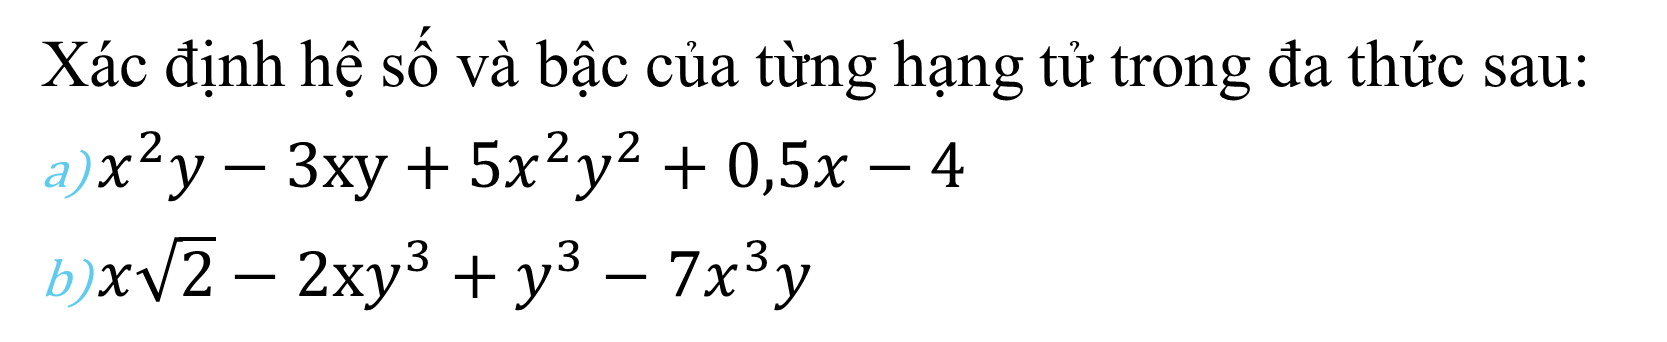 Xác định hệ số và bậc của từng hạng tử trong đa thức sau:
a)x²y − 3xy + 5x²y² + 0,5x − 4
b)x√2 − 2xy³ + y³ − 7x³y